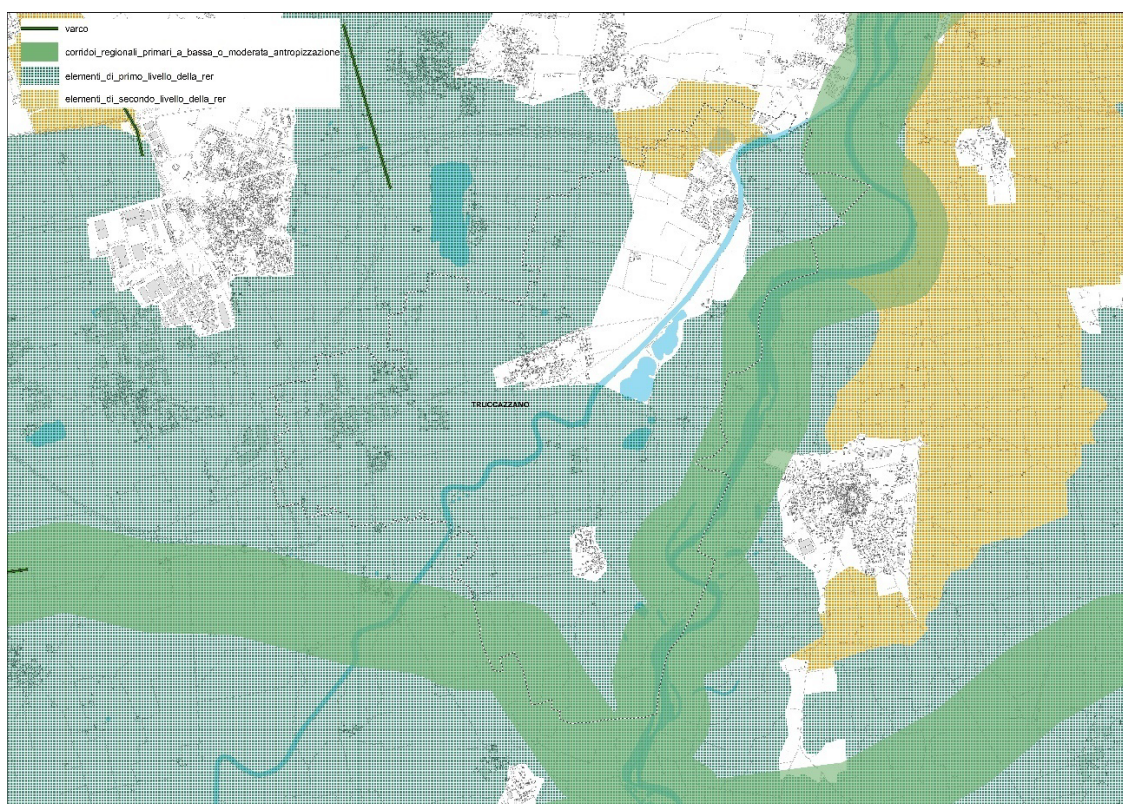 varco
corridoi_regionali_primari_a_bassa_o_moderata_antropizzazione
elementi_di_primo_livello_della_rer
elementi_di_secondo_livello_della_rer
TRUCCAZZANO